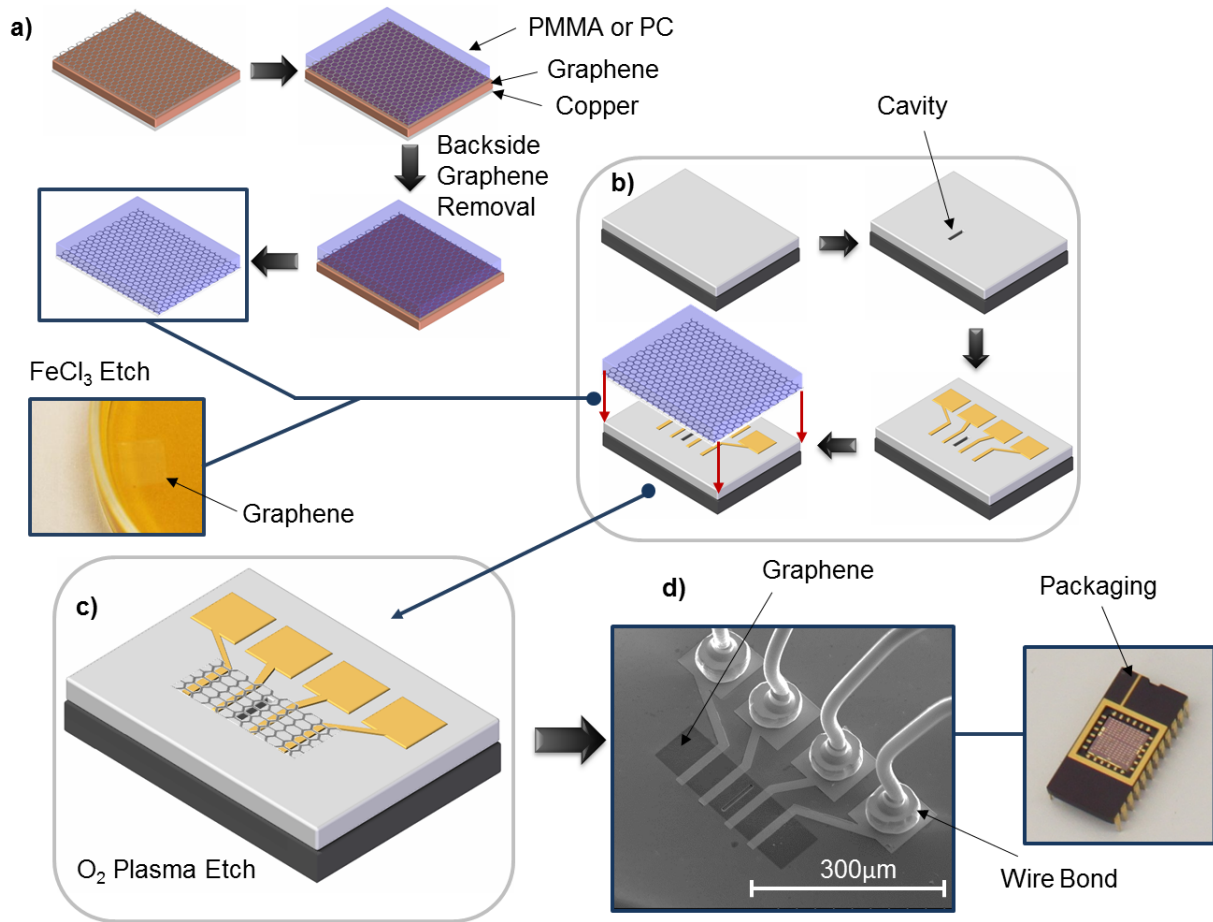 a)
PMMA or PC
Graphene
Copper
Backside
Graphene
Removal
b)
Cavity
FeCl₃ Etch
Graphene
c)
O₂ Plasma Etch
d)
Graphene
300µm
Packaging
Wire Bond